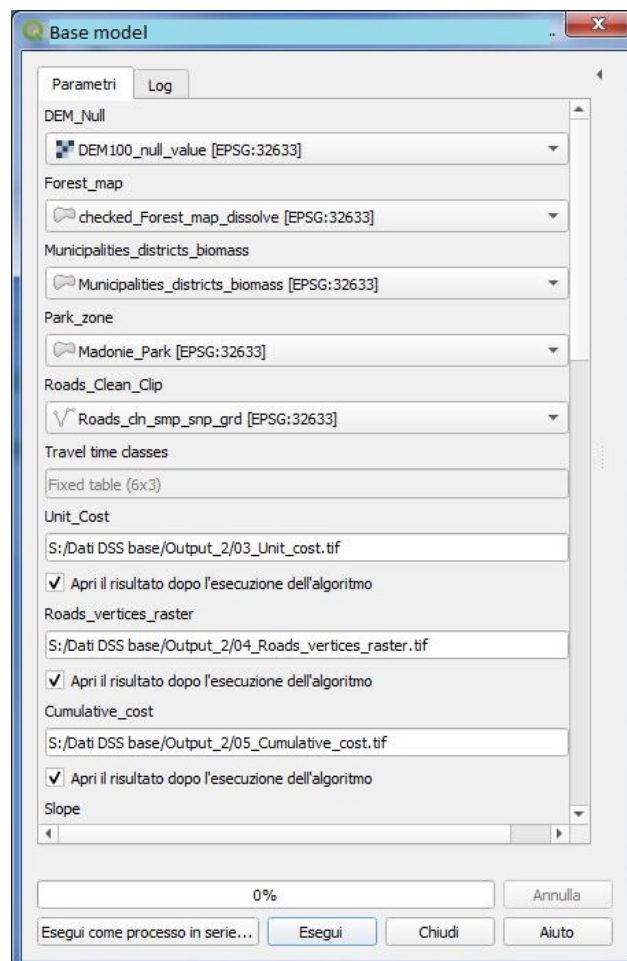 Base model
..
Parametri
Log
DEM_Null
DEM100_null_value [EPSG:32633]
Forest_map
checked_Forest_map_dissolve [EPSG:32633]
Municipalities_districts_biomass
Municipalities_districts_biomass [EPSG:32633]
Park_zone
Madonie_Park [EPSG:32633]
Roads_Clean_Clip
Roads_cln_smp_snp_grd [EPSG:32633]
Travel time classes
Fixed table (6x3)
Unit_Cost
S:/Dati DSS base/Output_2/03_Unit_cost.tif
Apri il risultato dopo l'esecuzione dell'algoritmo
Roads_vertices_raster
S:/Dati DSS base/Output_2/04_Roads_vertices_raster.tif
Apri il risultato dopo l'esecuzione dell'algoritmo
Cumulative_cost
S:/Dati DSS base/Output_2/05_Cumulative_cost.tif
Apri il risultato dopo l'esecuzione dell'algoritmo
Slope
0%
Annulla
Esegui come processo in serie...
Esegui
Chiudi
Aiuto